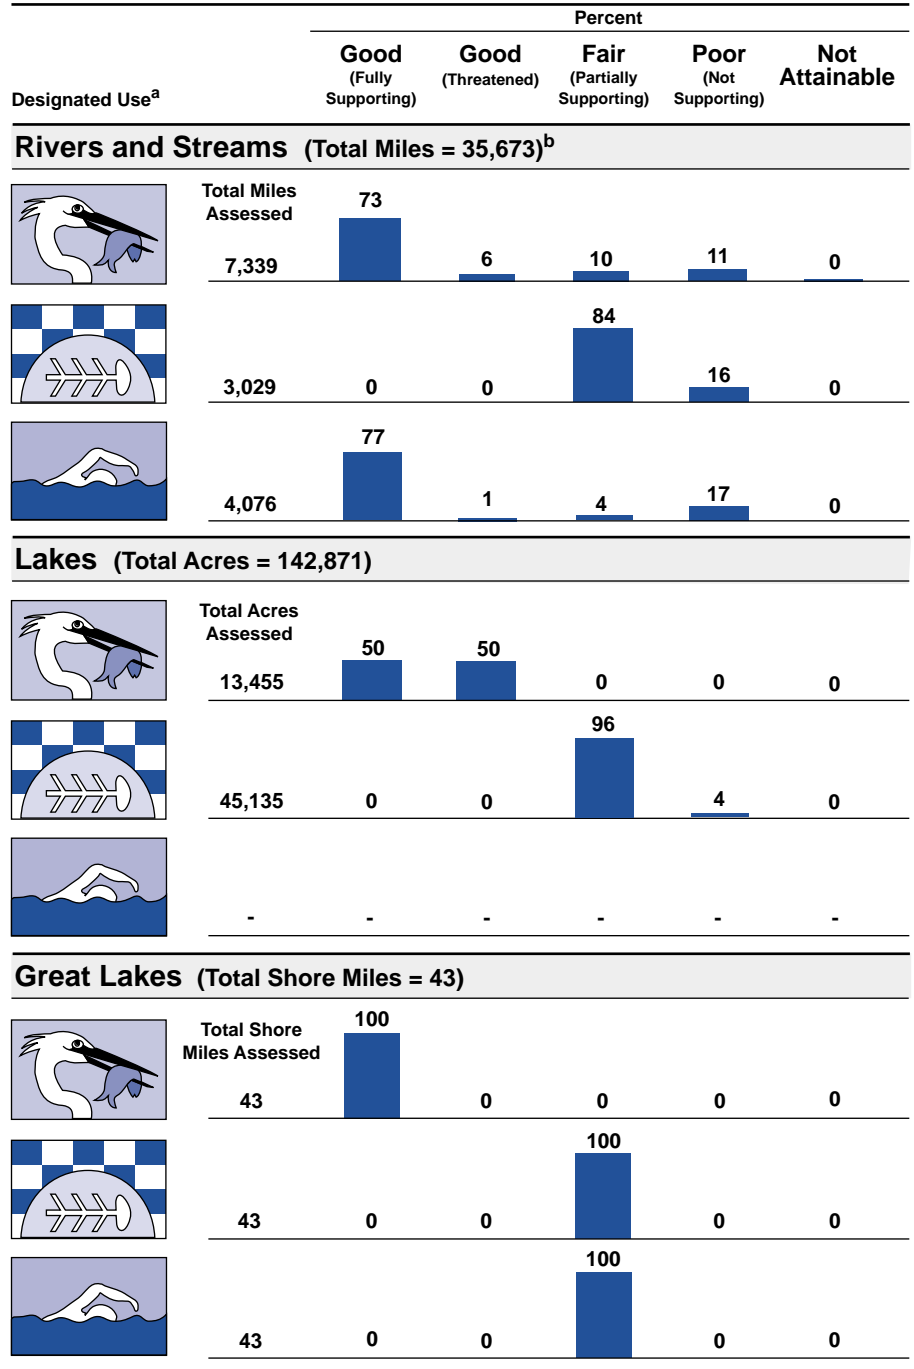 Percent
Good Good Fair Poor Not
(Fully (Threatened) (Partially (Not Attainable
Designated Useᵃ Supporting) Supporting) Supporting)
Rivers and Streams (Total Miles = 35,673)ᵇ
Total Miles
Assessed
73
7,339 6 10 11 0
84
3,029 0 0 16 0
77
4,076 1 4 17 0
Lakes (Total Acres = 142,871)
Total Acres
Assessed
50 50
13,455 0 0 0
96
45,135 0 0 4 0
- - - - - -
Great Lakes (Total Shore Miles = 43)
Total Shore
Miles Assessed
100
43 0 0 0 0
100
43 0 0 0 0
100
43 0 0 0 0